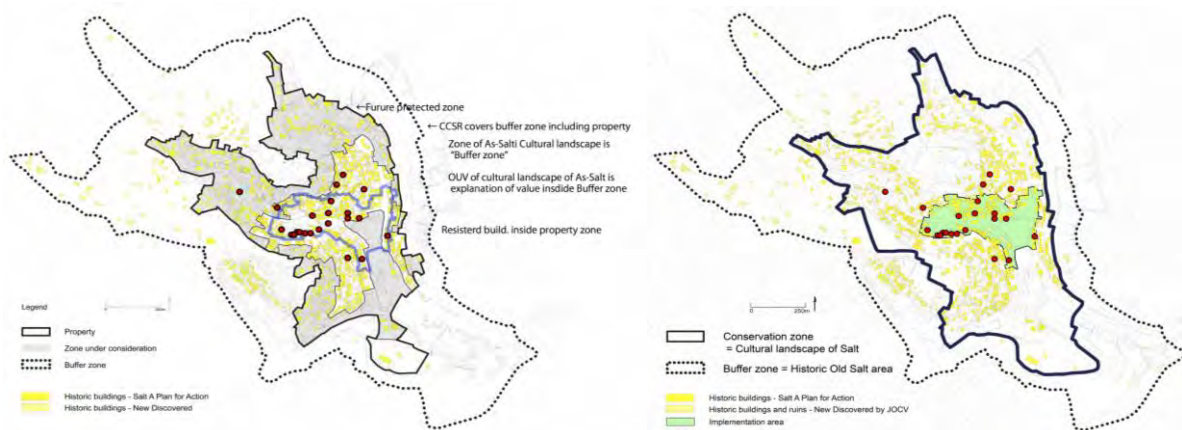 ←Furure protected zone
← CCSR covers buffer zone including property
Zone of As-Salti Cultural landscape is
"Buffer zone"
OUV of cultural landscape of As-Salt is
explanation of value insdide Buffer zone
Resisterd build. inside property zone
Legend
Property
Zone under consideration
Buffer zone
Historic buildings - Salt A Plan for Action
Historic buildings - New Discovered
0
250m
Conservation zone
= Cultural landscape of Salt
Buffer zone = Historic Old Salt area
Historic buildings - Salt A Plan for Action
Historic buildings and ruins - New Discovered by JOCV
Implementation area